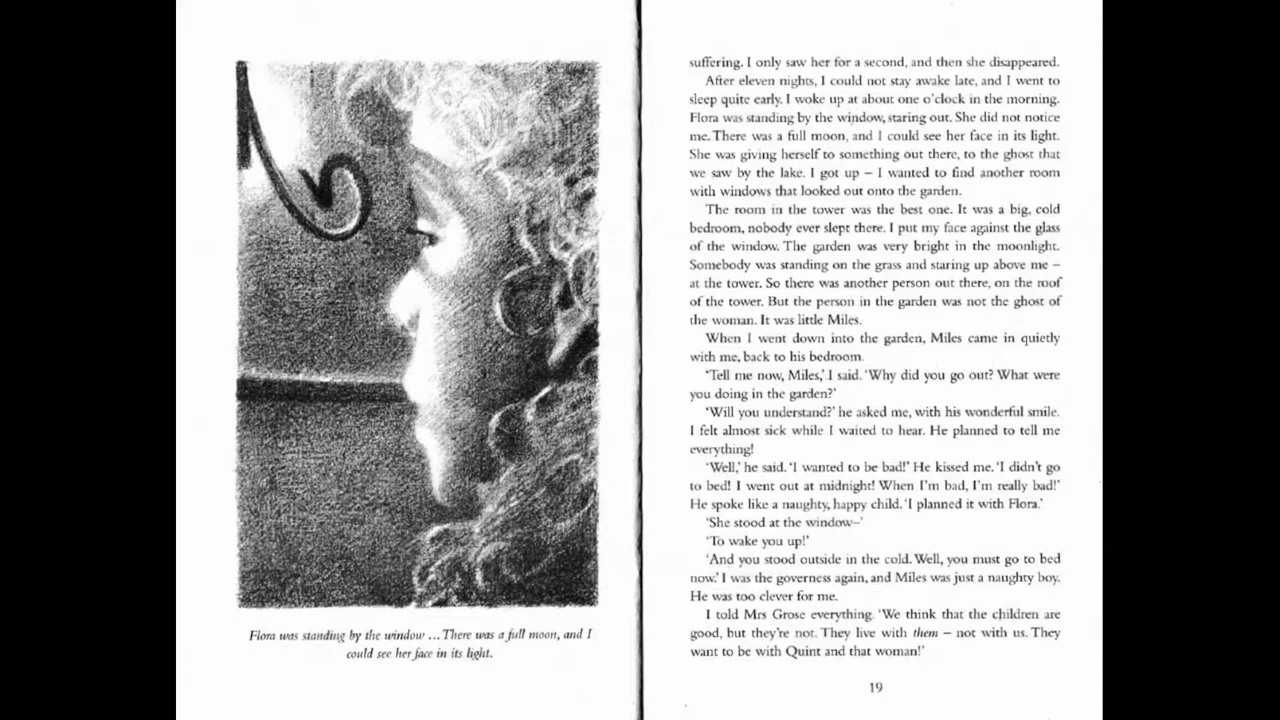 Flora was standing by the window ... There was a full moon, and I
could see her face in its light.
suffering. I only saw her for a second, and then she disappeared.
After eleven nights, I could not stay awake late, and I went to
sleep quite early. I woke up at about one o'clock in the morning.
Flora was standing by the window, staring out. She did not notice
me. There was a full moon, and I could see her face in its light.
She was giving herself to something out there, to the ghost that
we saw by the lake. I got up – I wanted to find another room
with windows that looked out onto the garden.
The room in the tower was the best one. It was a big, cold
bedroom, nobody ever slept there. I put my face against the glass
of the window. The garden was very bright in the moonlight.
Somebody was standing on the grass and staring up above me –
at the tower. So there was another person out there, on the roof
of the tower. But the person in the garden was not the ghost of
the woman. It was little Miles.
When I went down into the garden, Miles came in quietly
with me, back to his bedroom.
'Tell me now, Miles,' I said. 'Why did you go out? What were
you doing in the garden?'
'Will you understand?' he asked me, with his wonderful smile.
I felt almost sick while I waited to hear. He planned to tell me
everything!
'Well,' he said. 'I wanted to be bad!' He kissed me. 'I didn't go
to bed! I went out at midnight! When I'm bad, I'm really bad!'
He spoke like a naughty, happy child. 'I planned it with Flora.'
'She stood at the window–'
'To wake you up!'
'And you stood outside in the cold. Well, you must go to bed
now.' I was the governess again, and Miles was just a naughty boy.
He was too clever for me.
I told Mrs Grose everything. 'We think that the children are
good, but they're not. They live with them – not with us. They
want to be with Quint and that woman!'
19